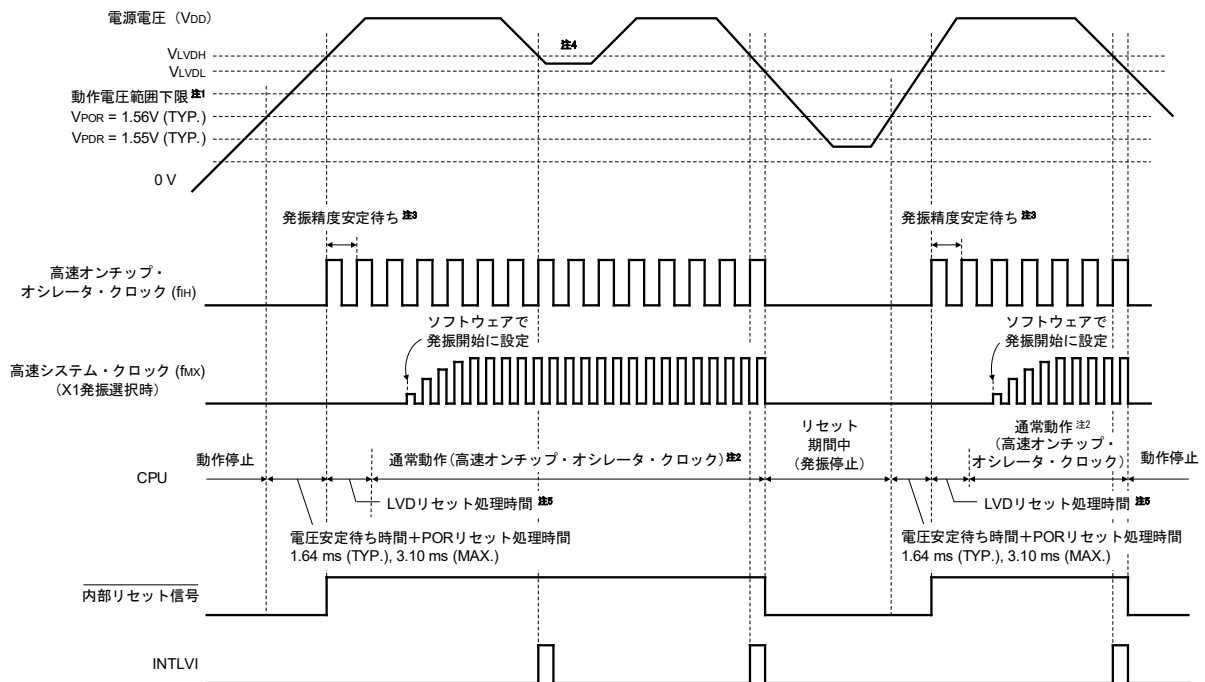 電源電圧（VDD）
VLVDH
VLVDL
注4
動作電圧範囲下限 注1
VPOR = 1.56V (TYP.)
VPDR = 1.55V (TYP.)
0 V
発振精度安定待ち 注3
発振精度安定待ち 注3
高速オンチップ・
オシレータ・クロック (fIH)
ソフトウェアで
発振開始に設定
ソフトウェアで
発振開始に設定
高速システム・クロック (fMX)
（X1発振選択時）
CPU
動作停止
通常動作（高速オンチップ・オシレータ・クロック）注2
リセット
期間中
（発振停止）
通常動作 注2
（高速オンチップ・
オシレータ・クロック）
動作停止
LVDリセット処理時間 注5
LVDリセット処理時間 注5
電圧安定待ち時間＋PORリセット処理時間
1.64 ms (TYP.), 3.10 ms (MAX.)
電圧安定待ち時間＋PORリセット処理時間
1.64 ms (TYP.), 3.10 ms (MAX.)
内部リセット信号
INTLVI